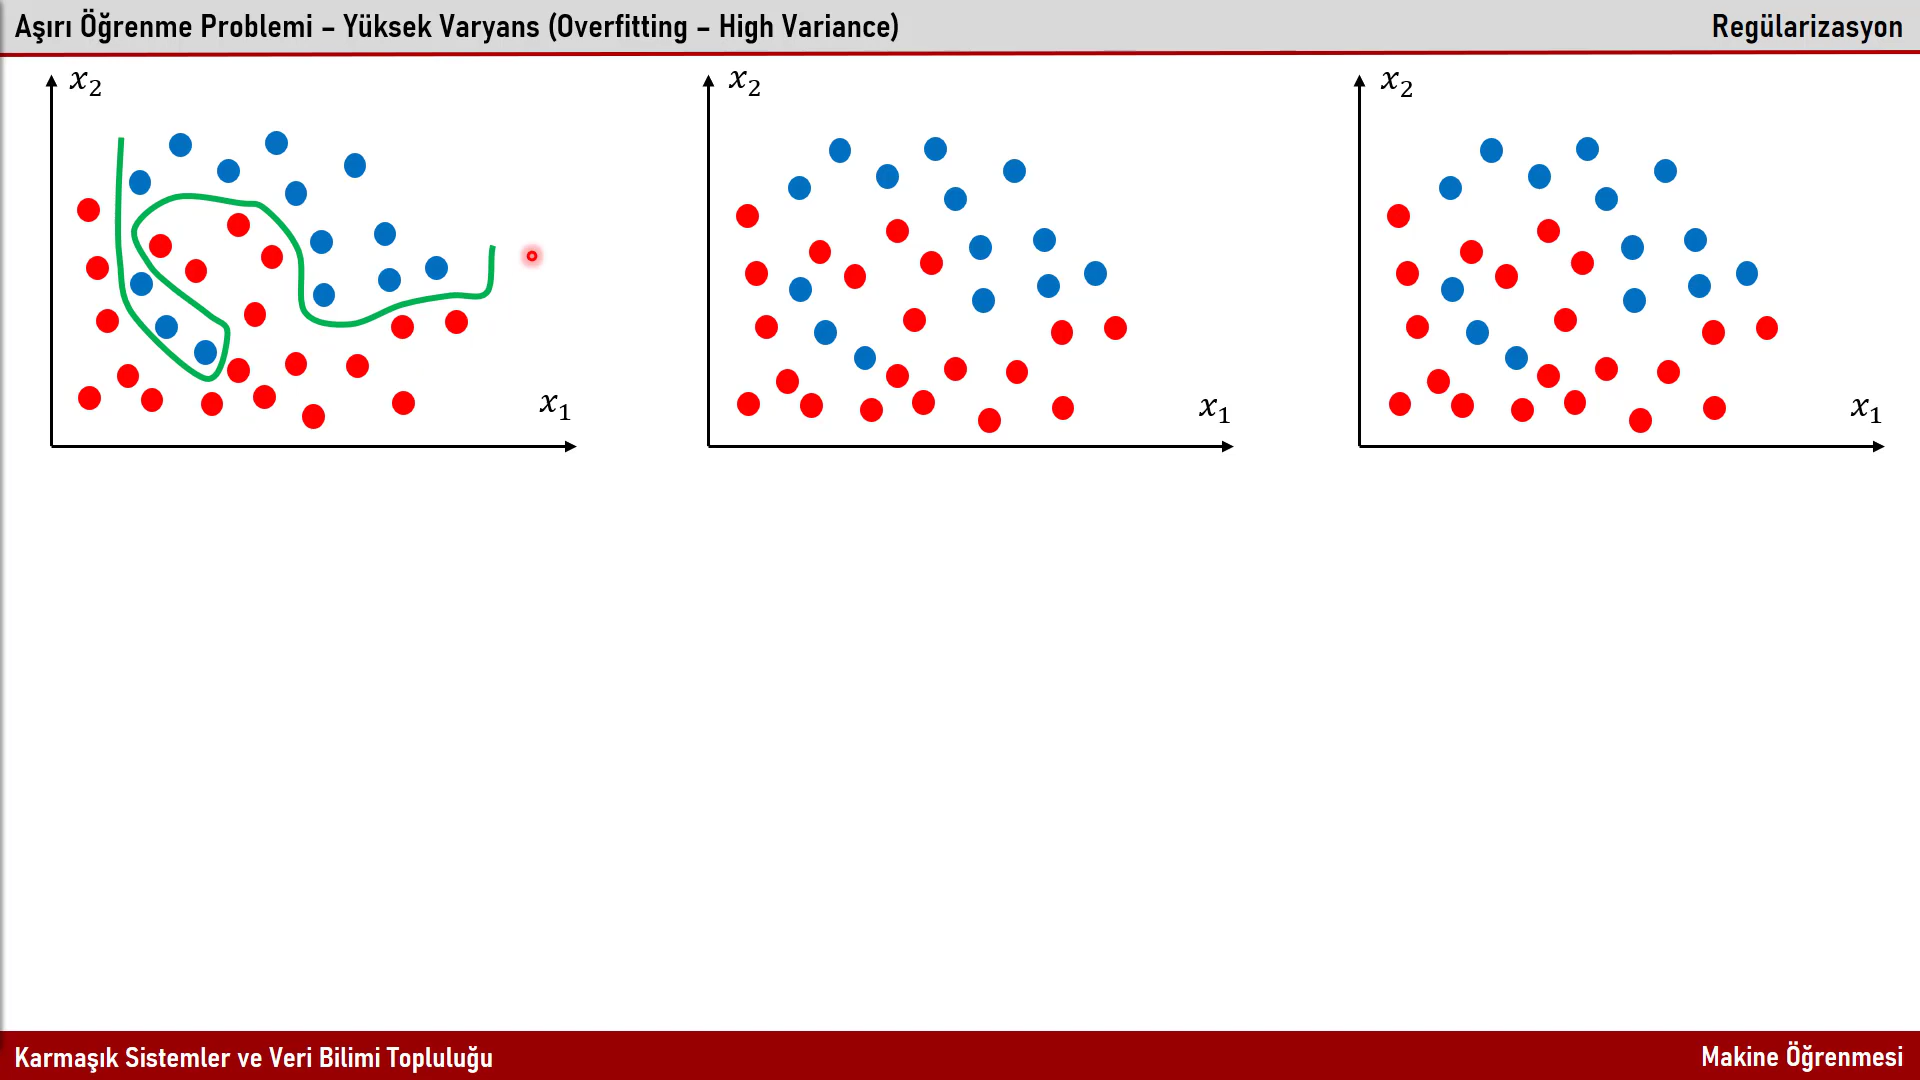 Aşırı Öğrenme Problemi – Yüksek Varyans (Overfitting – High Variance)
Regülarizasyon
x₂
x₂
x₂
x₁
x₁
x₁
Karmaşık Sistemler ve Veri Bilimi Topluluğu
Makine Öğrenmesi